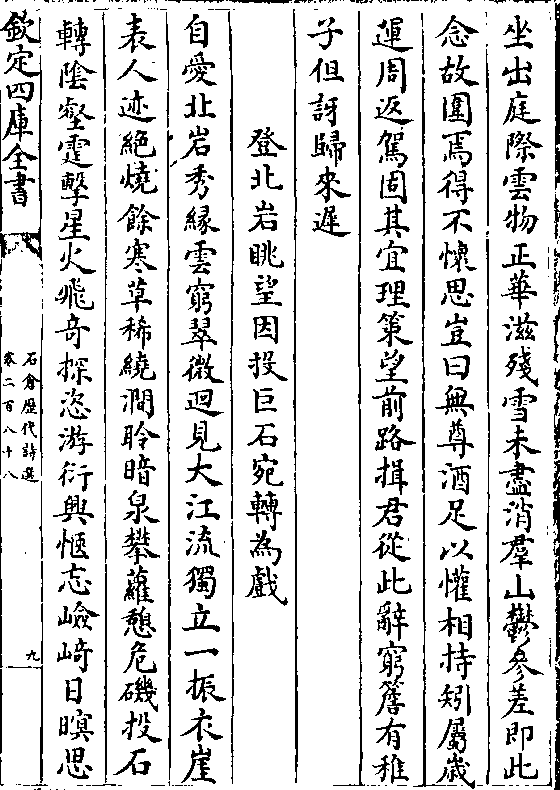 坐出庭際雲物正華滋殘雪未盡消羣山鬱參差即此
念故園焉得不懷思豈曰無尊酒足以懽相持矧屬歳
運周返駕固其宜理策望前路揖君從此辭窮簷有稚
子但訝歸來遲
登北岩眺望因投巨石宛轉為戲
自愛北岩秀緣雲窮翠微迴見大江流獨立一振衣崖
表人迹絶燒餘寒草稀繞澗聆暗泉攀蘿憩危磯投石
轉陰壑霆擊星火飛奇探恣游衍興愜忘嶮崎日暝思
欽定四庫全書
石倉歴代詩選
卷二百八十八
九